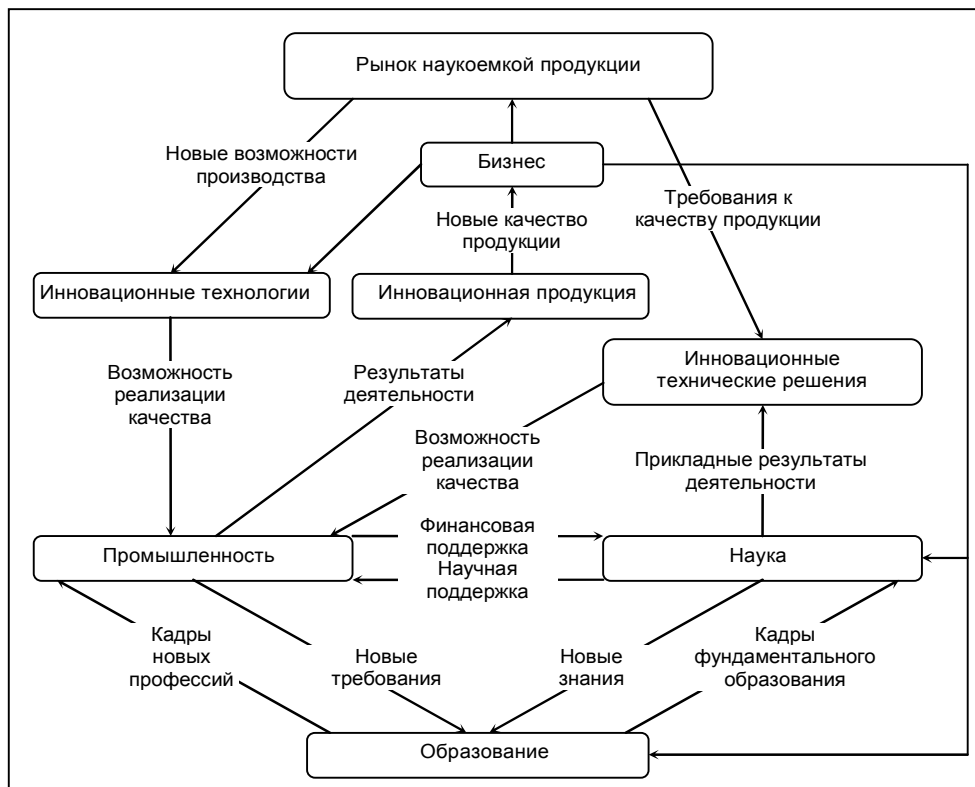 Рынок наукоемкой продукции
Новые возможности
производства
Бизнес
Требования к
качеству продукции
Новые качество
продукции
Инновационные технологии
Инновационная продукция
Инновационные
технические решения
Возможность
реализации
качества
Результаты
деятельности
Возможность
реализации
качества
Прикладные результаты
деятельности
Промышленность
Финансовая
поддержка
Научная
поддержка
Наука
Кадры
новых
профессий
Новые
требования
Новые
знания
Кадры
фундаментального
образования
Образование